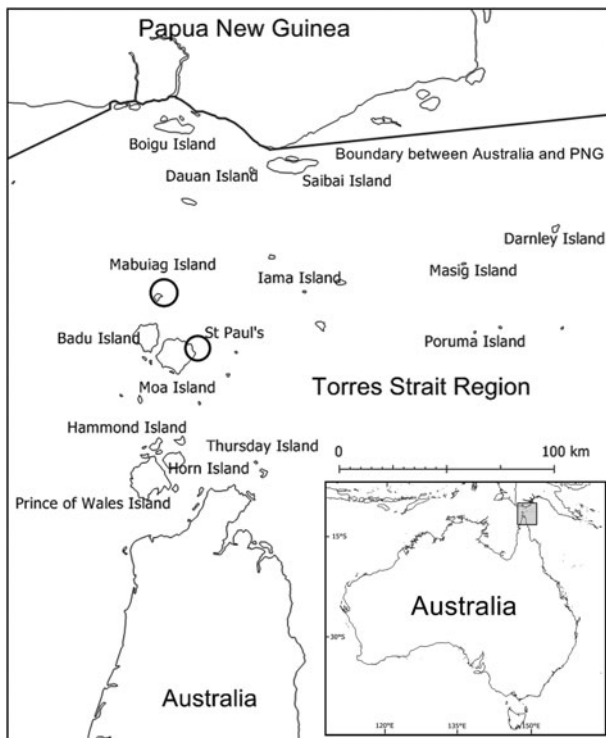 Papua New Guinea
Boigu Island
Boundary between Australia and PNG
Dauan Island
Saibai Island
Darnley Island
Mabuiag Island
Iama Island
Masig Island
Badu Island
St Paul's
Poruma Island
Moa Island
Torres Strait Region
Hammond Island
Thursday Island
0
100 km
Horn Island
Prince of Wales Island
15°S
Australia
30°S
Australia
120°E
135°E
150°E